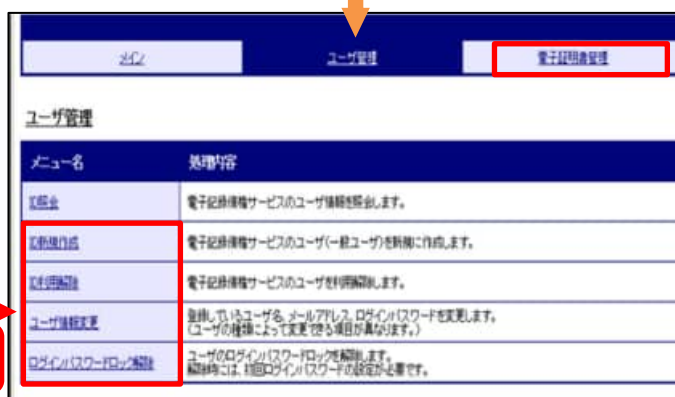 メイン
ユーザ管理
電子証明書管理
ユーザ管理
メニュー名
処理内容
ID照会
電子記録債権サービスのユーザ情報を照会します。
ID新規作成
電子記録債権サービスのユーザ(一般ユーザ)を新規に作成します。
ID利用解除
電子記録債権サービスのユーザを利用解除します。
ユーザ情報変更
登録しているユーザ名、メールアドレス、ログインパスワードを変更します。
(ユーザの種類によって変更できる項目が異なります。)
ログインパスワードロック解除
ユーザのログインパスワードロックを解除します。
解除時には、初回ログインパスワードの設定が必要です。